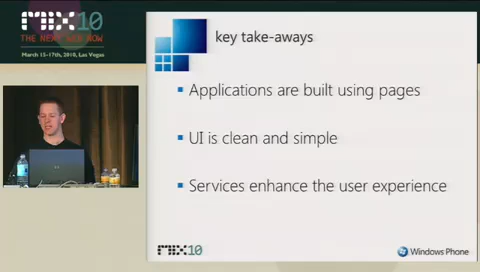 MIX10
THE NEXT WEB NOW
March 15-17th, 2010, Las Vegas
key take-aways
Applications are built using pages
UI is clean and simple
Services enhance the user experience
MIX10
Windows Phone